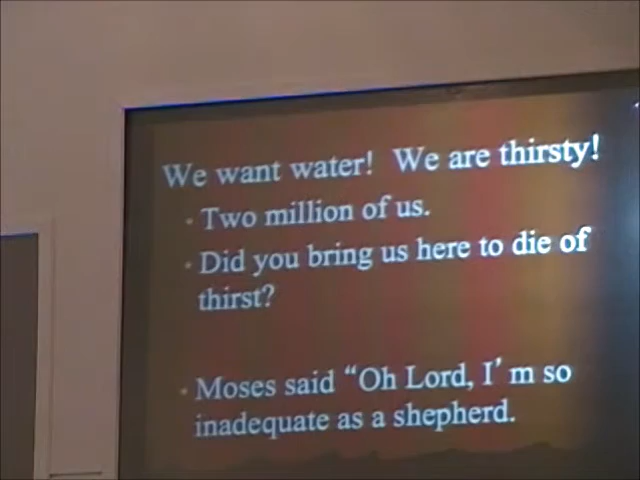 We want water! We are thirsty!
• Two million of us.
• Did you bring us here to die of
thirst?
• Moses said “Oh Lord, I’m so
inadequate as a shepherd.